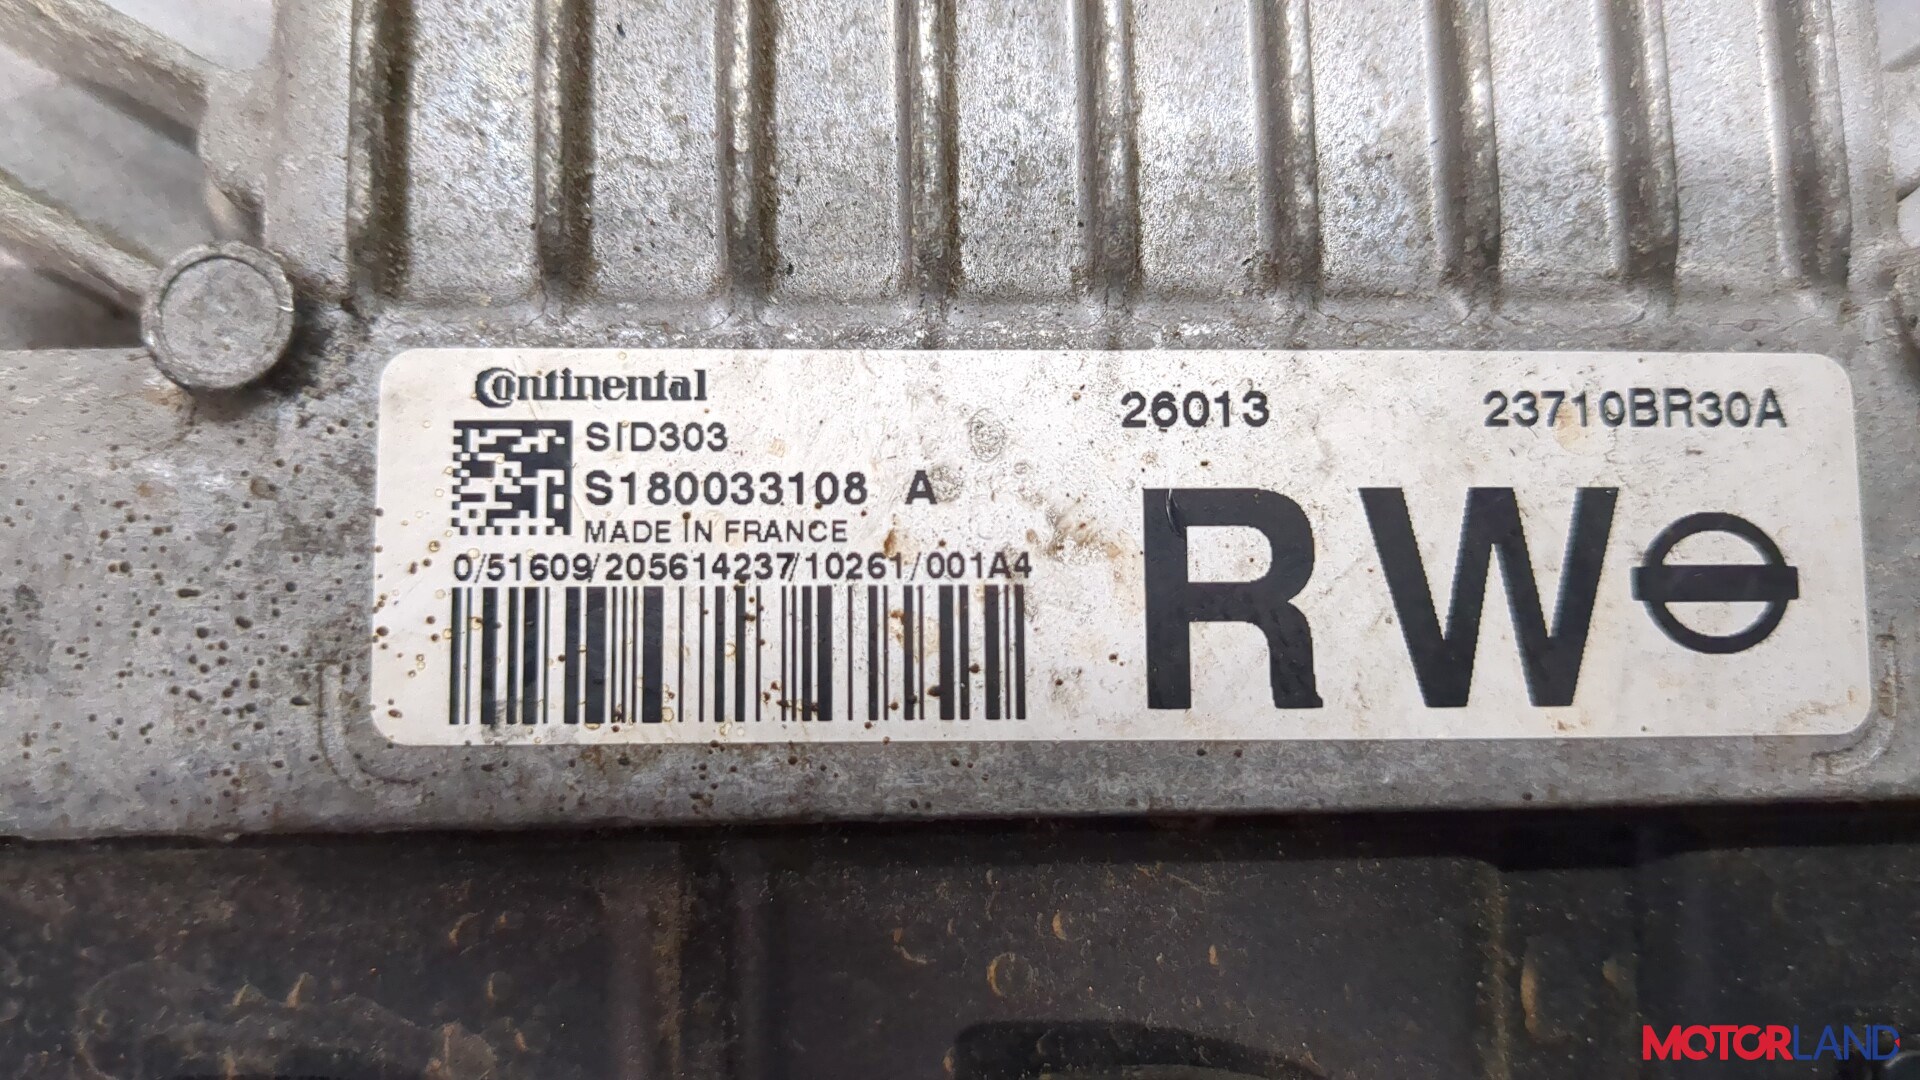 Continental
SID303
S180033108 A
MADE IN FRANCE
0/51609/205614237/10261/001A4
26013
23710BR30A
RW
MOTORLAND